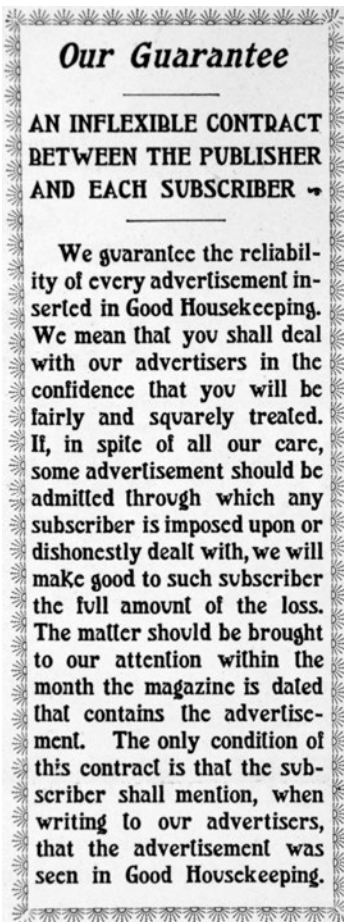 Our Guarantee
AN INFLEXIBLE CONTRACT
BETWEEN THE PUBLISHER
AND EACH SUBSCRIBER
We guarantee the reliabil-
ity of every advertisement in-
serted in Good Housekeeping.
We mean that you shall deal
with our advertisers in the
confidence that you will be
fairly and squarely treated.
If, in spite of all our care,
some advertisement should be
admitted through which any
subscriber is imposed upon or
dishonestly dealt with, we will
make good to such subscriber
the full amount of the loss.
The matter should be brought
to our attention within the
month the magazine is dated
that contains the advertise-
ment. The only condition of
this contract is that the sub-
scriber shall mention, when
writing to our advertisers,
that the advertisement was
seen in Good Housekeeping.